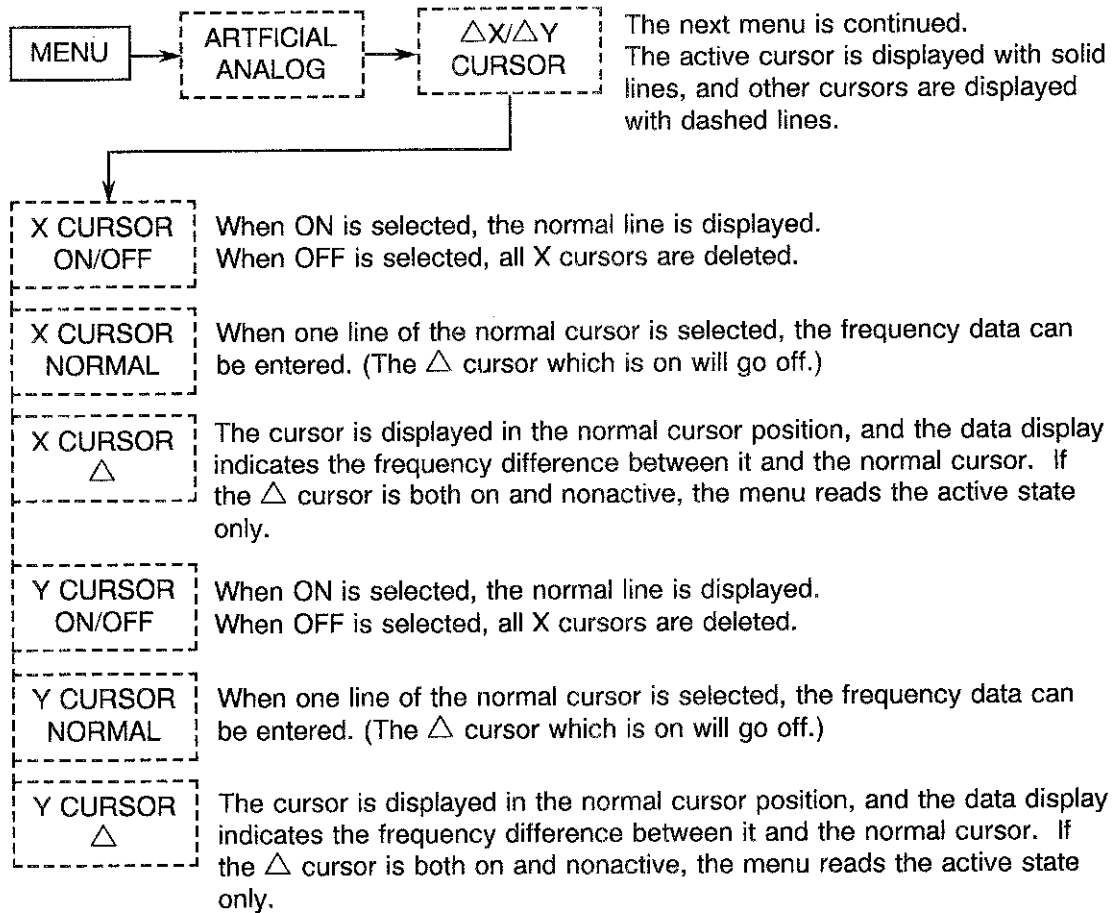 MENU
ARTFICIAL
ANALOG
△X/△Y
CURSOR
The next menu is continued.
The active cursor is displayed with solid
lines, and other cursors are displayed
with dashed lines.
X CURSOR
ON/OFF
When ON is selected, the normal line is displayed.
When OFF is selected, all X cursors are deleted.
X CURSOR
NORMAL
When one line of the normal cursor is selected, the frequency data can
be entered. (The △ cursor which is on will go off.)
X CURSOR
△
The cursor is displayed in the normal cursor position, and the data display
indicates the frequency difference between it and the normal cursor. If
the △ cursor is both on and nonactive, the menu reads the active state
only.
Y CURSOR
ON/OFF
When ON is selected, the normal line is displayed.
When OFF is selected, all X cursors are deleted.
Y CURSOR
NORMAL
When one line of the normal cursor is selected, the frequency data can
be entered. (The △ cursor which is on will go off.)
Y CURSOR
△
The cursor is displayed in the normal cursor position, and the data display
indicates the frequency difference between it and the normal cursor. If
the △ cursor is both on and nonactive, the menu reads the active state
only.